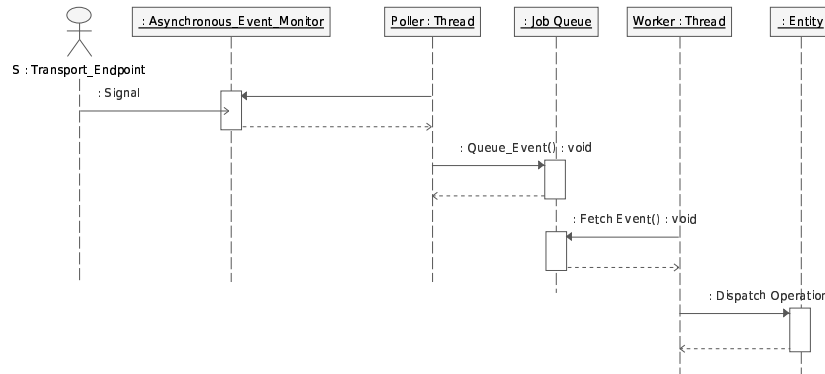 : Asynchronous_Event_Monitor
Poller : Thread
: Job Queue
Worker : Thread
: Entity
S : Transport_Endpoint
: Signal
: Queue_Event() : void
: Fetch Event() : void
: Dispatch Operation